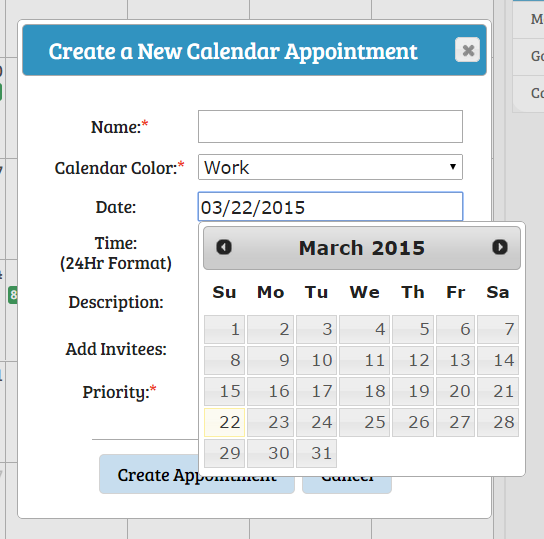 Create a New Calendar Appointment
Name:*
Calendar Color:* Work
Date: 03/22/2015
Time:
(24Hr Format)
Description:
Add Invitees:
Priority:*
March 2015
Su Mo Tu We Th Fr Sa
1 2 3 4 5 6 7
8 9 10 11 12 13 14
15 16 17 18 19 20 21
22 23 24 25 26 27 28
29 30 31
Create Appointment Cancel
M
Ga
8